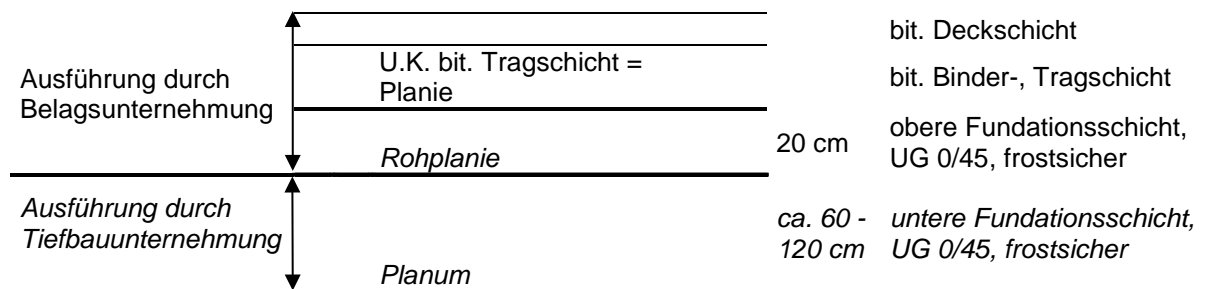 bit. Deckschicht
Ausführung durch
Belagsunternehmung
U.K. bit. Tragschicht =
Planie
bit. Binder-, Tragschicht
Rohplanie
20 cm
obere Fundationsschicht,
UG 0/45, frostsicher
Ausführung durch
Tiefbauunternehmung
Planum
ca. 60 -
120 cm
untere Fundationsschicht,
UG 0/45, frostsicher